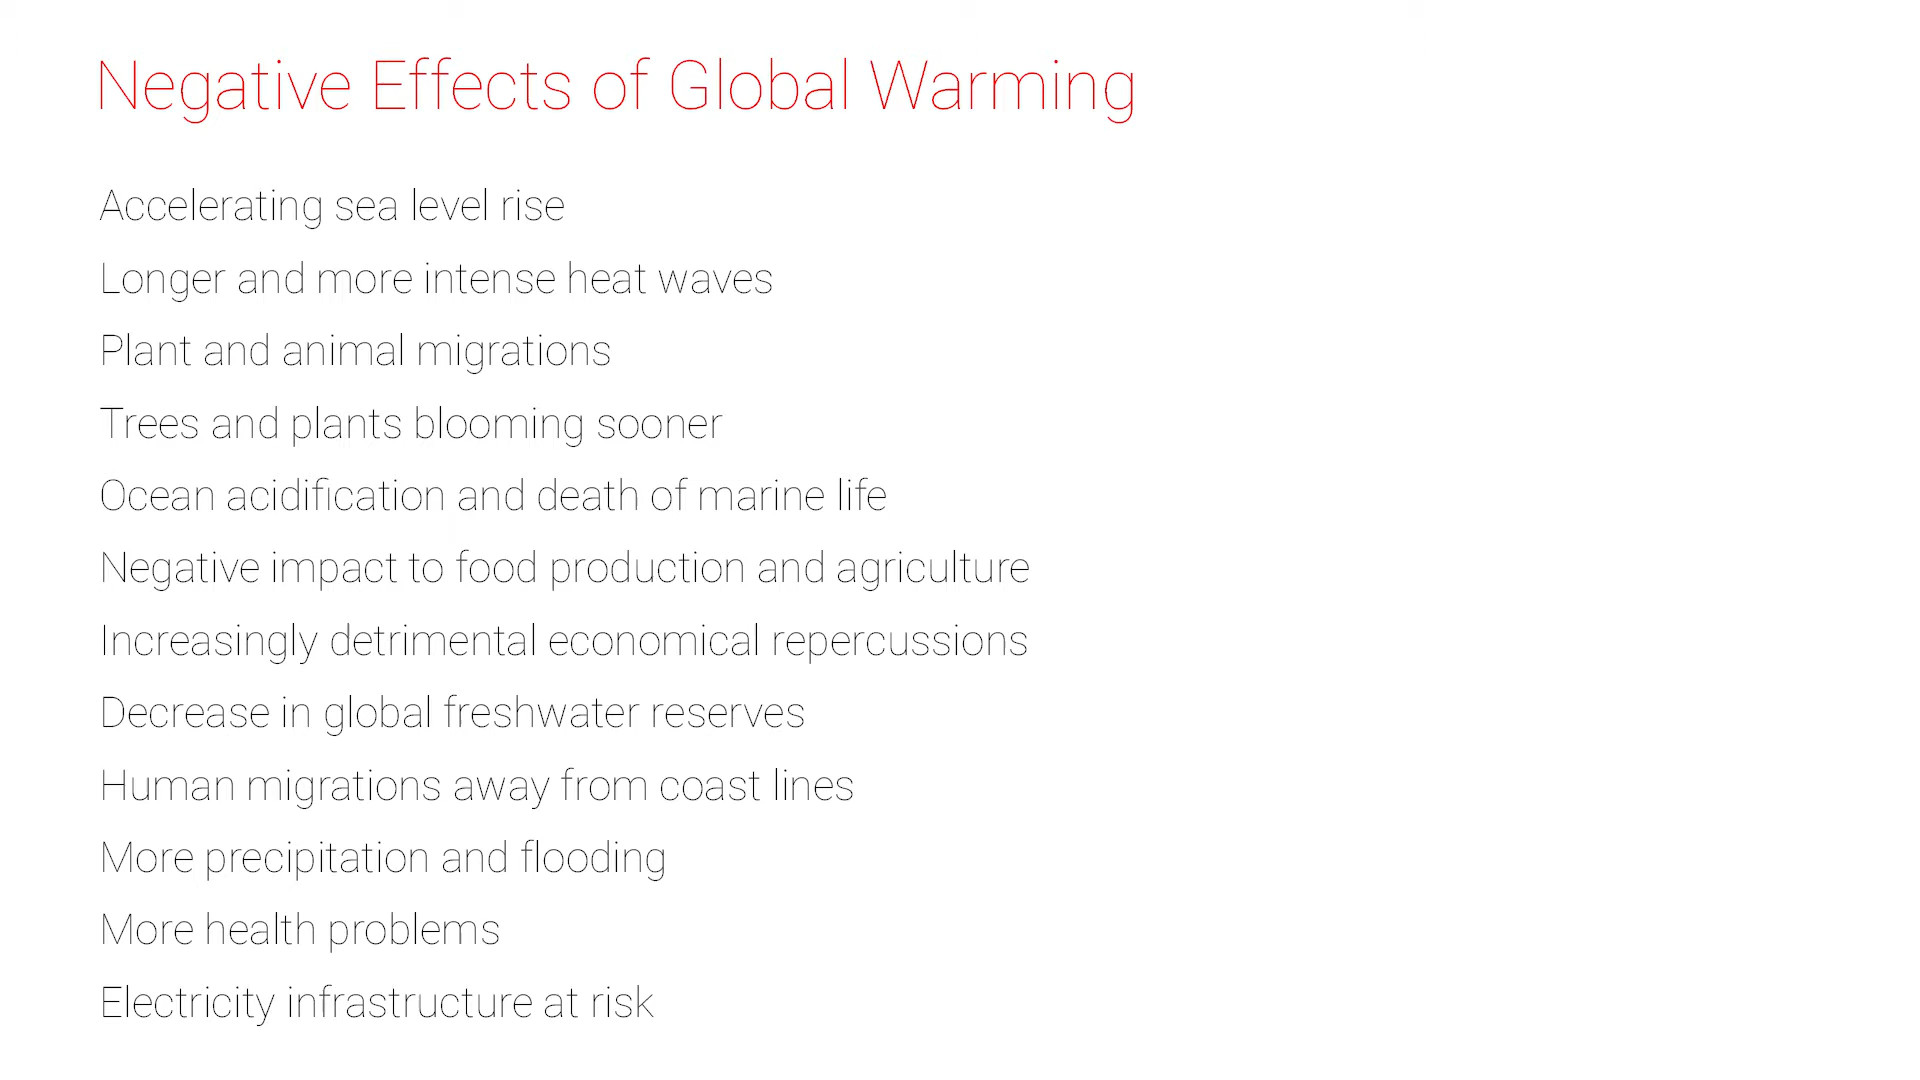 Negative Effects of Global Warming
Accelerating sea level rise
Longer and more intense heat waves
Plant and animal migrations
Trees and plants blooming sooner
Ocean acidification and death of marine life
Negative impact to food production and agriculture
Increasingly detrimental economical repercussions
Decrease in global freshwater reserves
Human migrations away from coast lines
More precipitation and flooding
More health problems
Electricity infrastructure at risk